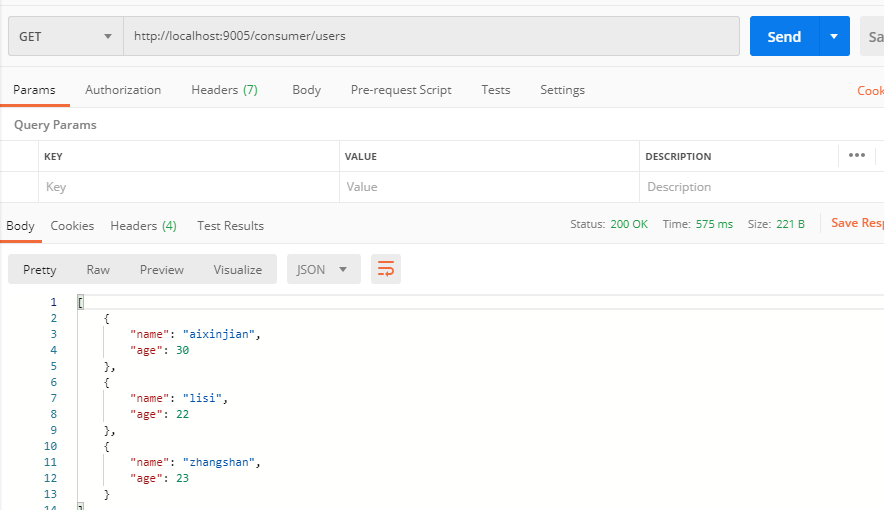 GET http://localhost:9005/consumer/users Send Sa
Params Authorization Headers (7) Body Pre-request Script Tests Settings Cook
Query Params
KEY VALUE DESCRIPTION •••
Key Value Description
Body Cookies Headers (4) Test Results Status: 200 OK Time: 575 ms Size: 221 B Save Resp
Pretty Raw Preview Visualize JSON
1 [
2 {
3 "name": "aixinjian",
4 "age": 30
5 },
6 {
7 "name": "lisi",
8 "age": 22
9 },
10 {
11 "name": "zhangshan",
12 "age": 23
13 }
14 ]